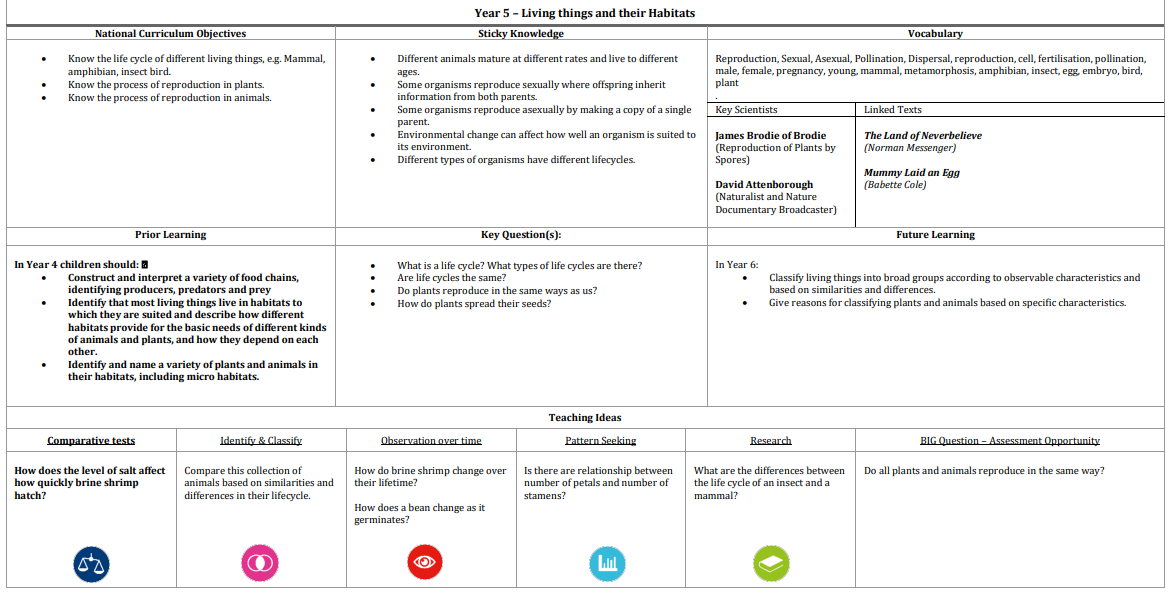 Year 5 – Living things and their Habitats
National Curriculum Objectives
• Know the life cycle of different living things, e.g. Mammal,
amphibian, insect bird.
• Know the process of reproduction in plants.
• Know the process of reproduction in animals.
Sticky Knowledge
• Different animals mature at different rates and live to different
ages.
• Some organisms reproduce sexually where offspring inherit
information from both parents.
• Some organisms reproduce asexually by making a copy of a single
parent.
• Environmental change can affect how well an organism is suited to
its environment.
• Different types of organisms have different lifecycles.
Vocabulary
Reproduction, Sexual, Asexual, Pollination, Dispersal, reproduction, cell, fertilisation, pollination,
male, female, pregnancy, young, mammal, metamorphosis, amphibian, insect, egg, embryo, bird,
plant
.
Key Scientists
James Brodie of Brodie
(Reproduction of Plants by
Spores)
David Attenborough
(Naturalist and Nature
Documentary Broadcaster)
Linked Texts
The Land of Neverbelieve
(Norman Messenger)
Mummy Laid an Egg
(Babette Cole)
Prior Learning
In Year 4 children should:
• Construct and interpret a variety of food chains,
identifying producers, predators and prey
• Identify that most living things live in habitats to
which they are suited and describe how different
habitats provide for the basic needs of different kinds
of animals and plants, and how they depend on each
other.
• Identify and name a variety of plants and animals in
their habitats, including micro habitats.
Key Question(s):
• What is a life cycle? What types of life cycles are there?
• Are life cycles the same?
• Do plants reproduce in the same ways as us?
• How do plants spread their seeds?
Future Learning
In Year 6:
• Classify living things into broad groups according to observable characteristics and
based on similarities and differences.
• Give reasons for classifying plants and animals based on specific characteristics.
Teaching Ideas
Comparative tests
How does the level of salt affect
how quickly brine shrimp
hatch?
Identify & Classify
Compare this collection of
animals based on similarities and
differences in their lifecycle.
Observation over time
How do brine shrimp change over
their lifetime?
How does a bean change as it
germinates?
Pattern Seeking
Is there are relationship between
number of petals and number of
stamens?
Research
What are the differences between
the life cycle of an insect and a
mammal?
BIG Question – Assessment Opportunity
Do all plants and animals reproduce in the same way?